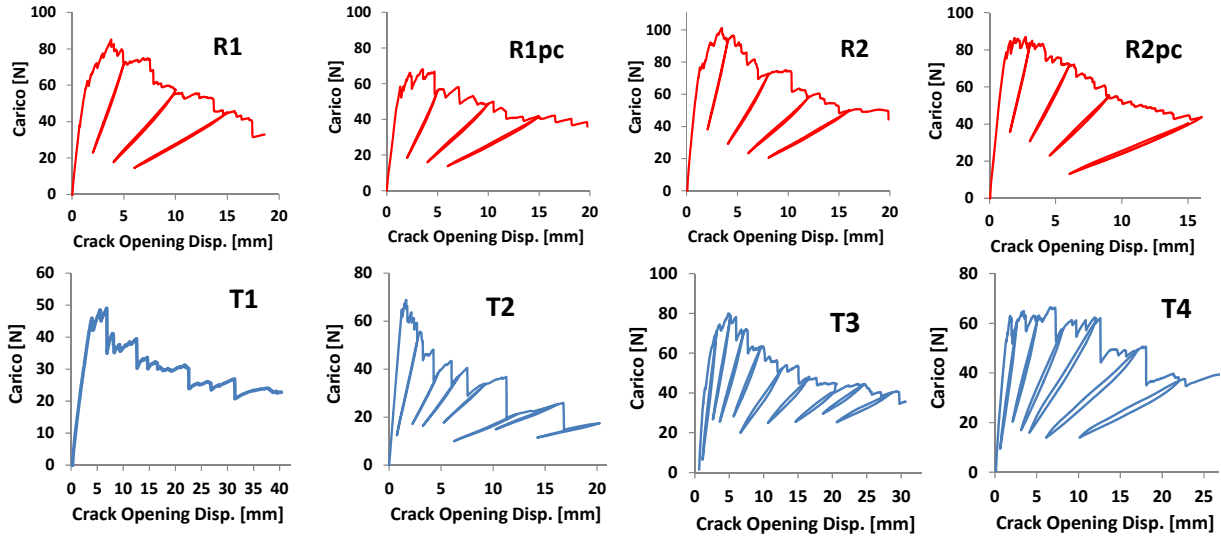 R1
Carico [N]
100
80
60
40
20
0
0 5 10 15 20
Crack Opening Disp. [mm]
R1pc
Carico [N]
100
80
60
40
20
0
0 5 10 15 20
Crack Opening Disp. [mm]
R2
Carico [N]
100
80
60
40
20
0
0 5 10 15 20
Crack Opening Disp. [mm]
R2pc
Carico [N]
100
80
60
40
20
0
0 5 10 15
Crack Opening Disp. [mm]
T1
Carico [N]
60
50
40
30
20
10
0
0 5 10 15 20 25 30 35 40
Crack Opening Disp. [mm]
T2
Carico [N]
80
60
40
20
0
0 5 10 15 20
Crack Opening Disp. [mm]
T3
Carico [N]
100
80
60
40
20
0
0 5 10 15 20 25 30
Crack Opening Disp. [mm]
T4
Carico [N]
80
60
40
20
0
0 5 10 15 20 25
Crack Opening Disp. [mm]